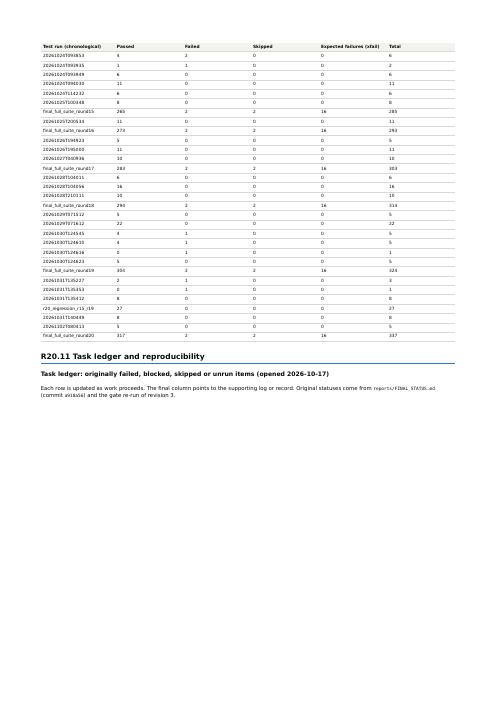 Test run (chronological) Passed Failed Skipped Expected failures (xfail) Total
20261024T093853 4 2 0 0 6
20261024T093935 1 1 0 0 2
20261024T093949 6 0 0 0 6
20261024T094030 11 0 0 0 11
20261024T114232 6 0 0 0 6
20261025T100348 8 0 0 0 8
final_full_suite_round15 265 2 2 16 285
20261025T200534 11 0 0 0 11
final_full_suite_round16 273 2 2 16 293
20261026T194923 5 0 0 0 5
20261026T195000 11 0 0 0 11
20261027T040936 10 0 0 0 10
final_full_suite_round17 283 2 2 16 303
20261028T104011 6 0 0 0 6
20261028T104056 16 0 0 0 16
20261028T210111 10 0 0 0 10
final_full_suite_round18 294 2 2 16 314
20261029T071512 5 0 0 0 5
20261029T071612 22 0 0 0 22
20261030T124545 4 1 0 0 5
20261030T124610 4 1 0 0 5
20261030T124616 0 1 0 0 1
20261030T124623 5 0 0 0 5
final_full_suite_round19 304 2 2 16 324
20261031T135227 2 1 0 0 3
20261031T135353 0 1 0 0 1
20261031T135412 8 0 0 0 8
r20_regression_r15_r19 27 0 0 0 27
20261031T140449 8 0 0 0 8
20261102T080413 5 0 0 0 5
final_full_suite_round20 317 2 2 16 337
R20.11 Task ledger and reproducibility
Task ledger: originally failed, blocked, skipped or unrun items (opened 2026-10-17)
Each row is updated as work proceeds. The final column points to the supporting log or record. Original statuses come from reports/FINAL_STATUS.md
(commit a918a56) and the gate re-run of revision 3.